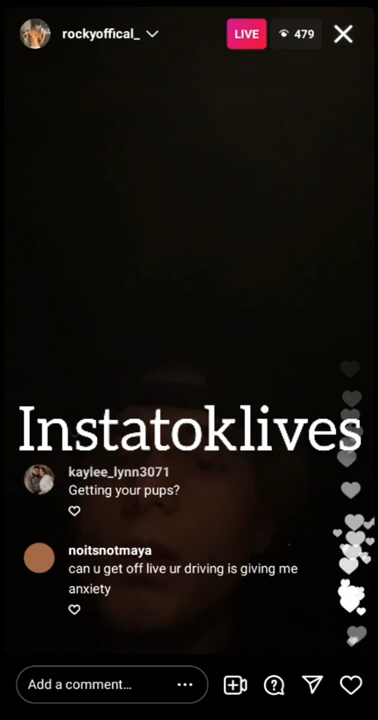 rockyoffical_
LIVE
479
Instatoklives
kaylee_lynn3071
Getting your pups?
noitsnotmaya
can u get off live ur driving is giving me
anxiety
Add a comment...